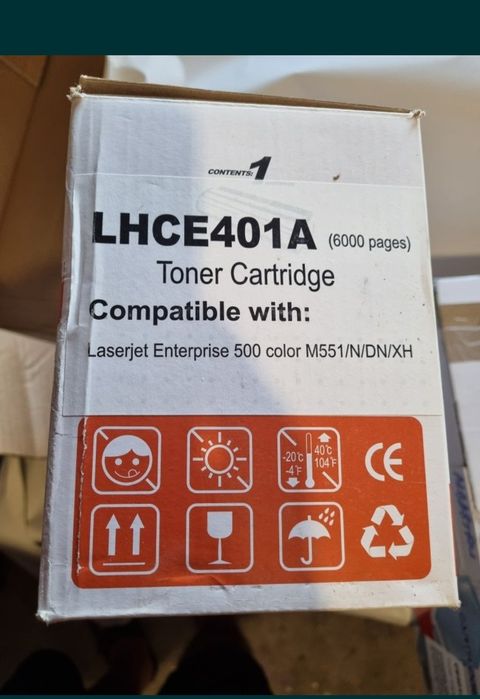 CONTENTS: 1
LHCE401A (6000 pages)
Toner Cartridge
Compatible with:
Laserjet Enterprise 500 color M551/N/DN/XH
-20°C 40°C
-4°F 104°F
CE